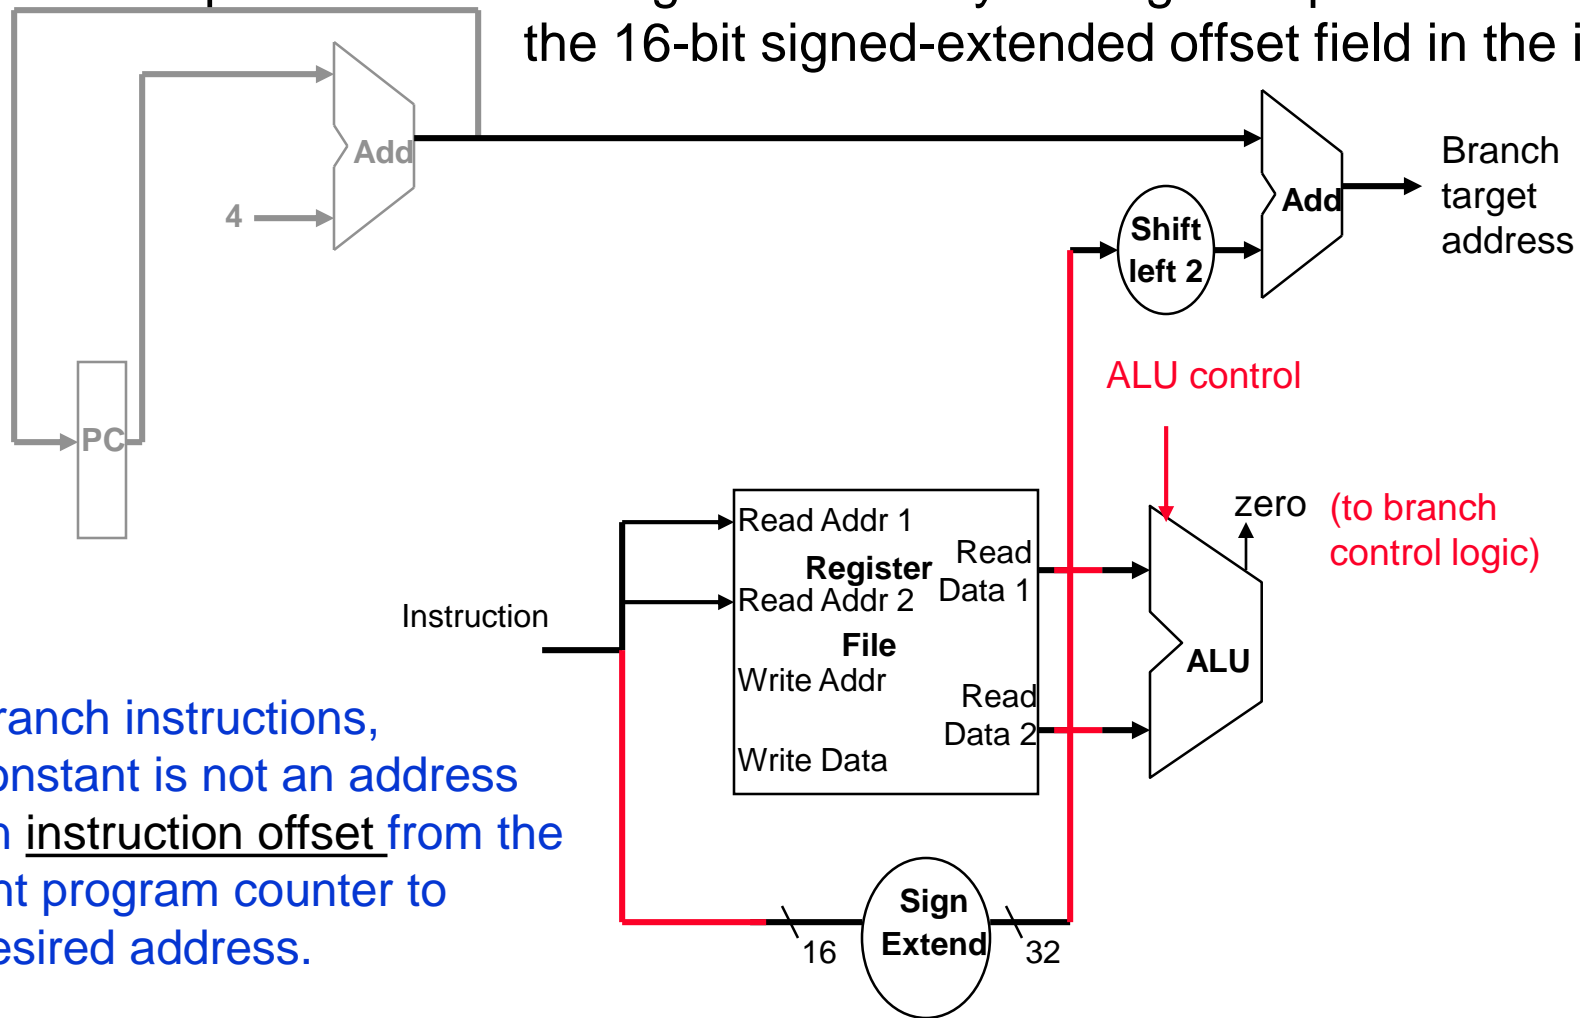 the 16-bit signed-extended offset field in the
Add
4
PC
Shift
left 2
Add
Branch
target
address
ALU control
Instruction
Read Addr 1
Register
Read Addr 2
File
Write Addr
Write Data
Read
Data 1
Read
Data 2
zero
(to branch
control logic)
ALU
Sign
Extend
16
32
ranch instructions,
onstant is not an address
n instruction offset from the
nt program counter to
esired address.